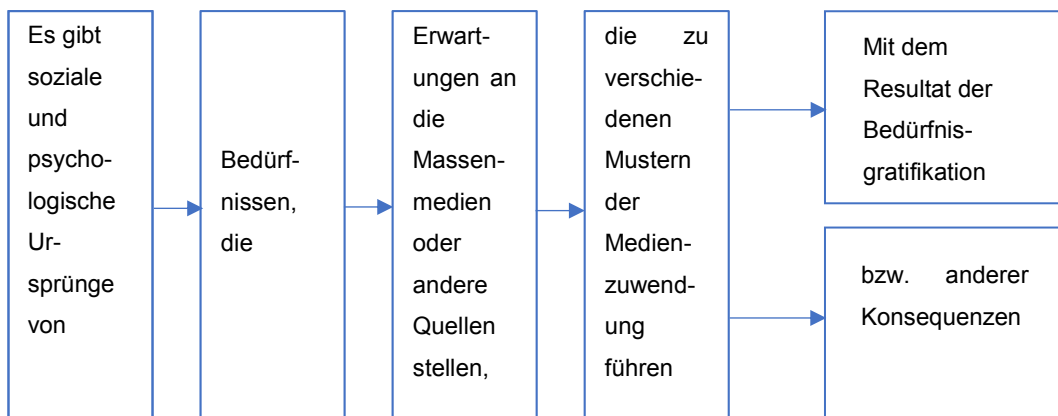 Es gibt
soziale
und
psycho-
logische
Ur-
sprünge
von
Bedürf-
nissen,
die
Erwart-
ungen an
die
Massen-
medien
oder
andere
Quellen
stellen,
die zu
verschie-
denen
Mustern
der
Medien-
zuwend-
ung
führen
Mit dem
Resultat der
Bedürfnis-
gratifikation
bzw. anderer
Konsequenzen